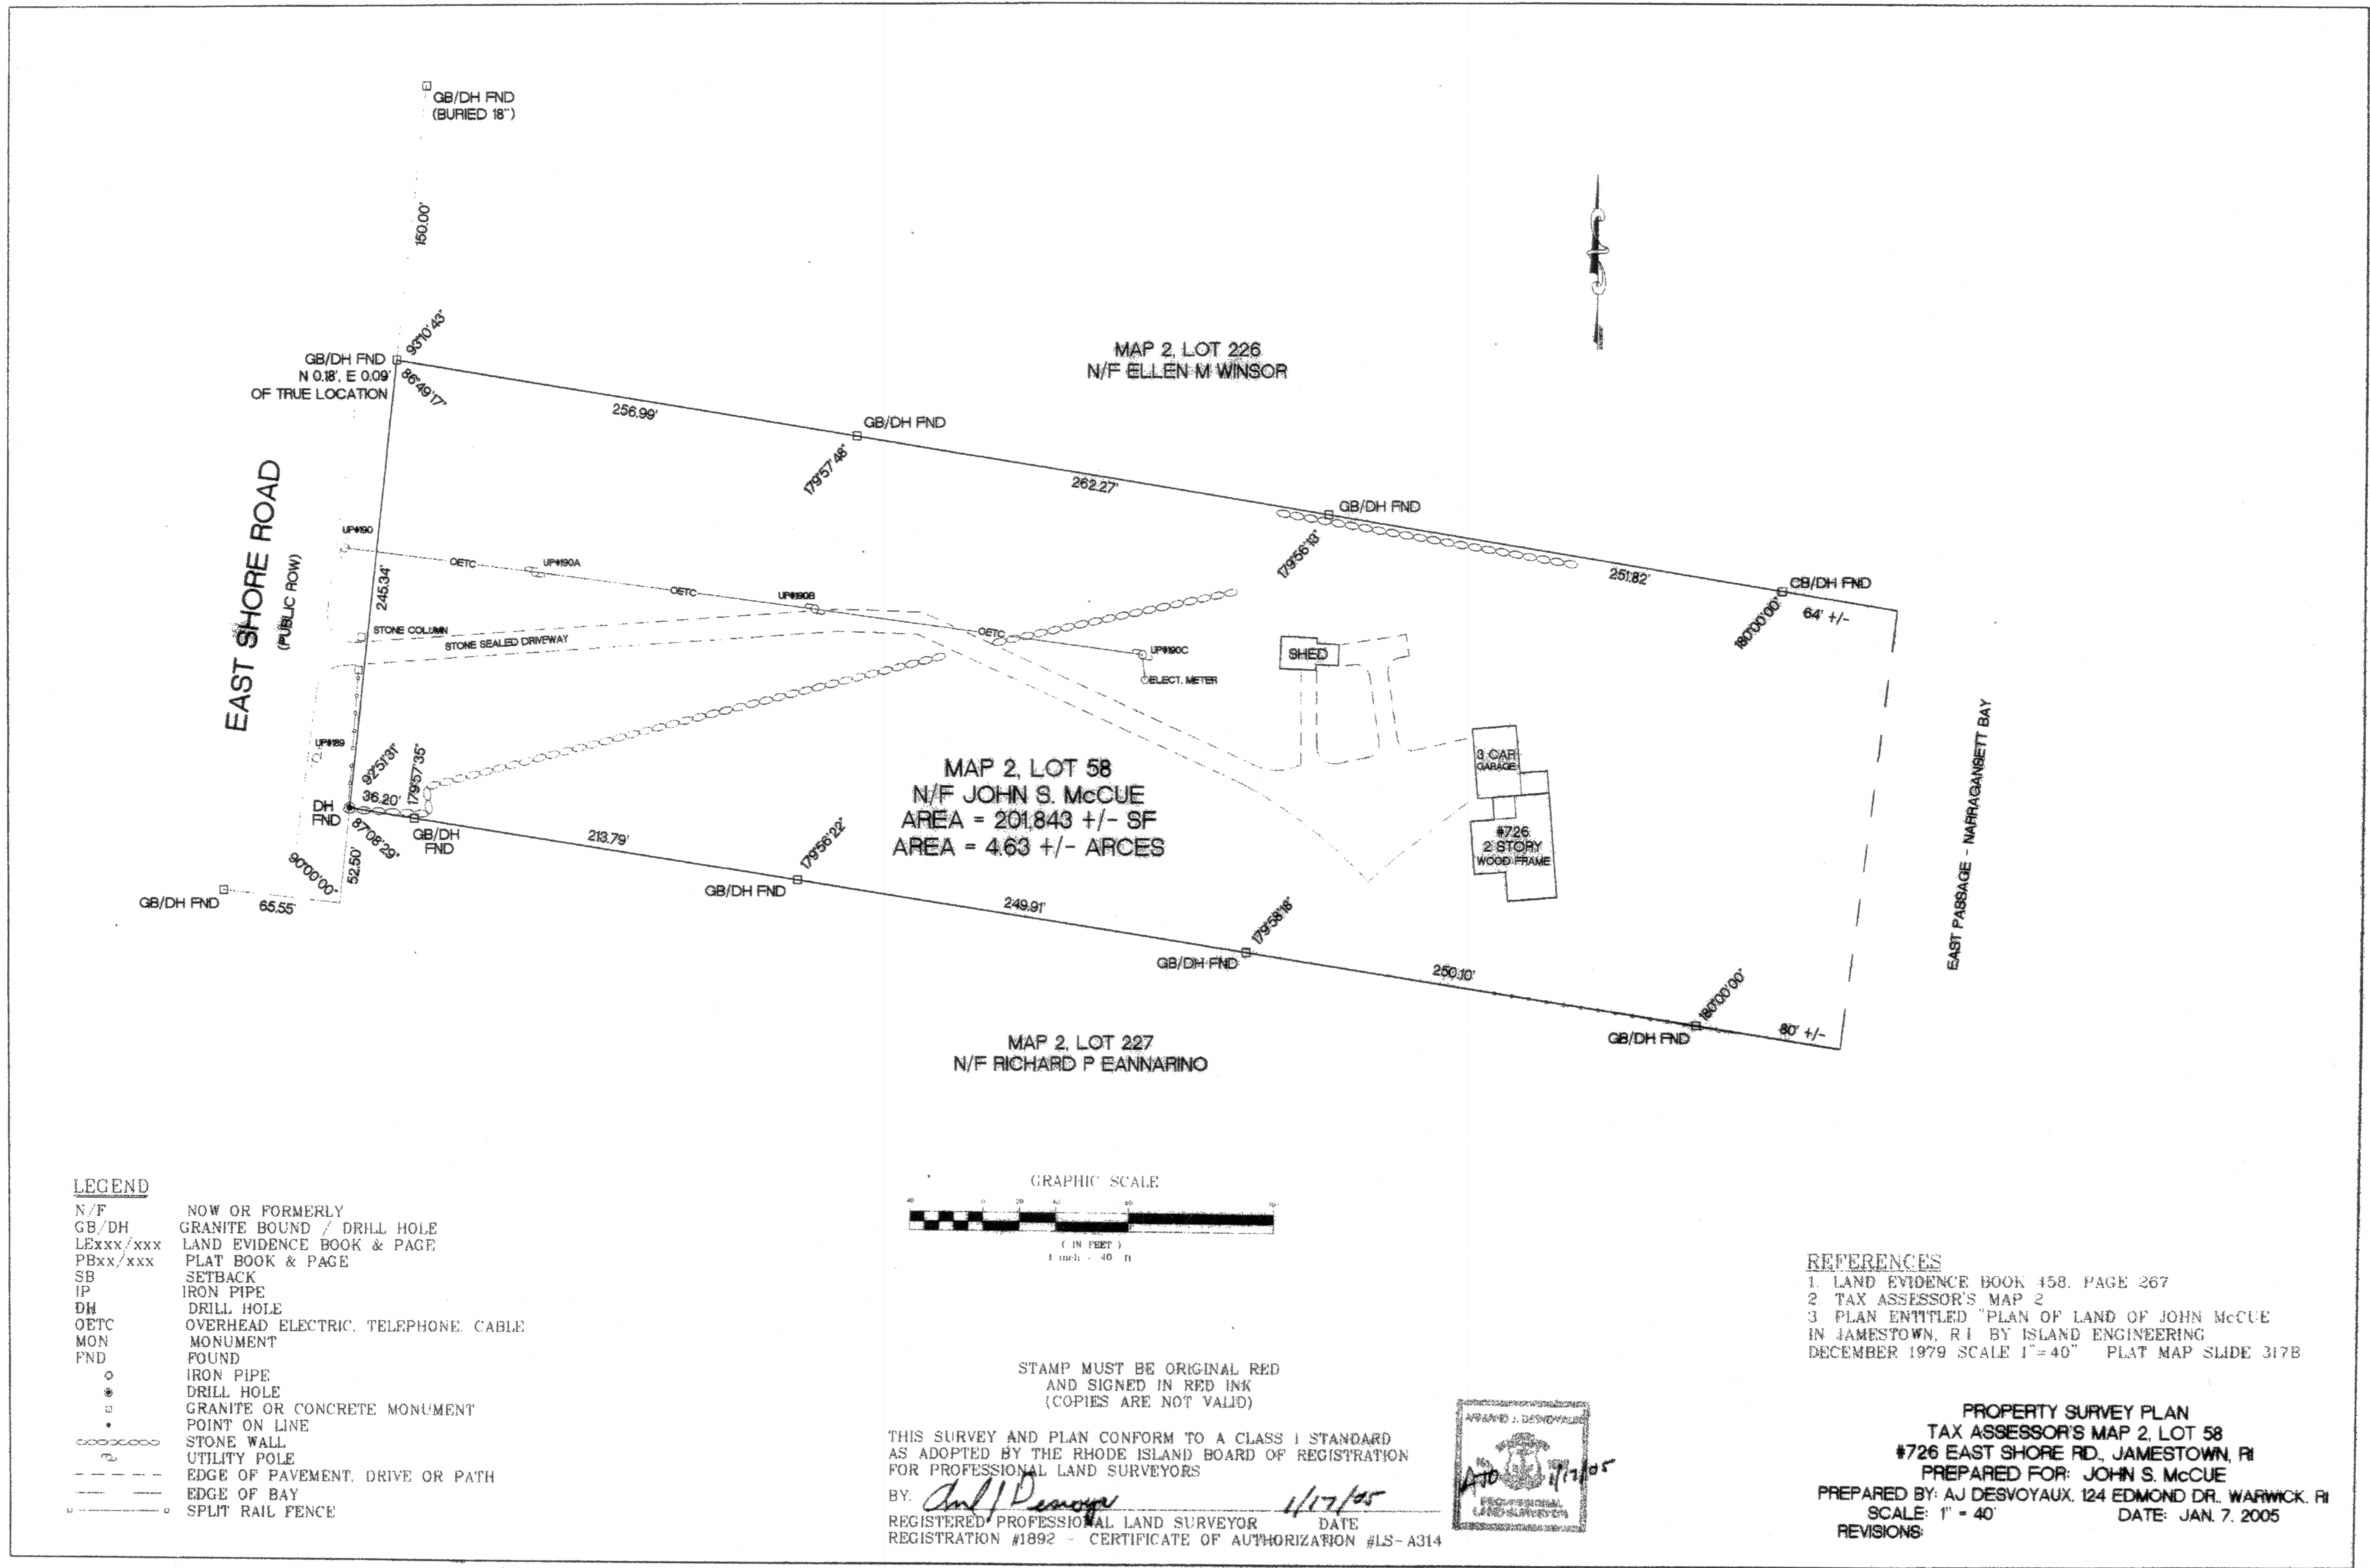 GB/DH FND
(BURIED 18")
150.00'
93°10'43"
GB/DH FND
N 0.18', E 0.09'
OF TRUE LOCATION
86°49'17"
256.99'
GB/DH FND
179°57'48"
MAP 2, LOT 226
N/F ELLEN M WINSOR
262.27'
GB/DH FND
179°56'13"
251.82'
GB/DH FND
180°00'00"
64' +/-
EAST SHORE ROAD
(PUBLIC ROW)
UP#190
OETC
UP#190A
OETC
UP#190B
OETC
UP#190C
ELECT. METER
245.34'
STONE COLUMN
STONE SEALED DRIVEWAY
SHED
3 CAR
GARAGE
#726
2 STORY
WOOD FRAME
EAST PASSAGE - NARRAGANSETT BAY
UP#189
92°51'31"
179°57'35"
36.20'
DH
FND
87°08'29"
GB/DH
FND
90°00'00"
52.50'
GB/DH FND
65.55'
MAP 2, LOT 58
N/F JOHN S. McCUE
AREA = 201,843 +/- SF
AREA = 4.63 +/- ARCES
213.79'
179°56'22"
GB/DH FND
249.91'
179°58'18"
GB/DH FND
250.10'
180°00'00"
GB/DH FND
80' +/-
MAP 2, LOT 227
N/F RICHARD P EANNARINO
LEGEND
N/F NOW OR FORMERLY
GB/DH GRANITE BOUND / DRILL HOLE
LExxx/xxx LAND EVIDENCE BOOK & PAGE
PBxx/xxx PLAT BOOK & PAGE
SB SETBACK
IP IRON PIPE
DH DRILL HOLE
OETC OVERHEAD ELECTRIC, TELEPHONE, CABLE
MON MONUMENT
FND FOUND
IRON PIPE
DRILL HOLE
GRANITE OR CONCRETE MONUMENT
POINT ON LINE
STONE WALL
UTILITY POLE
EDGE OF PAVEMENT, DRIVE OR PATH
EDGE OF BAY
SPLIT RAIL FENCE
GRAPHIC SCALE
40 0 20 40 80
( IN FEET )
1 inch = 40 ft
STAMP MUST BE ORIGINAL RED
AND SIGNED IN RED INK
(COPIES ARE NOT VALID)
THIS SURVEY AND PLAN CONFORM TO A CLASS I STANDARD
AS ADOPTED BY THE RHODE ISLAND BOARD OF REGISTRATION
FOR PROFESSIONAL LAND SURVEYORS
BY. 1/17/05
REGISTERED PROFESSIONAL LAND SURVEYOR DATE
REGISTRATION #1892 - CERTIFICATE OF AUTHORIZATION #LS-A314
ARMAND J. DESVOYAUX
No. 1892
AJD 1/17/05
PROFESSIONAL
LAND SURVEYOR
REFERENCES
1. LAND EVIDENCE BOOK 458, PAGE 267
2 TAX ASSESSOR'S MAP 2
3 PLAN ENTITLED "PLAN OF LAND OF JOHN McCUE
IN JAMESTOWN, R.I. BY ISLAND ENGINEERING
DECEMBER 1979 SCALE 1"=40" PLAT MAP SLIDE 317B
PROPERTY SURVEY PLAN
TAX ASSESSOR'S MAP 2, LOT 58
#726 EAST SHORE RD., JAMESTOWN, RI
PREPARED FOR: JOHN S. McCUE
PREPARED BY: AJ DESVOYAUX, 124 EDMOND DR., WARWICK, RI
SCALE: 1" = 40' DATE: JAN. 7, 2005
REVISIONS: